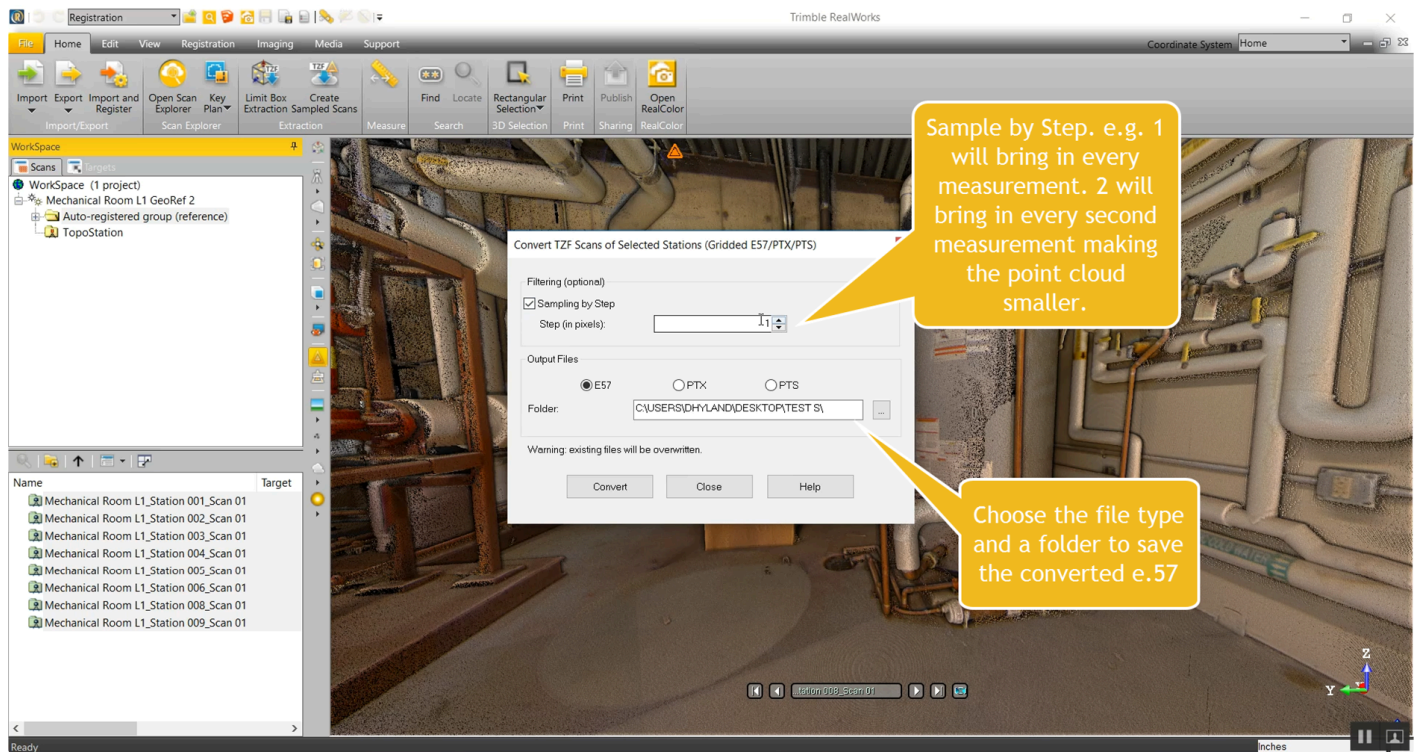 Registration
Trimble RealWorks
File Home Edit View Registration Imaging Media Support
Coordinate System Home
Import Export Import and Register
Open Scan Explorer Key Plan
Limit Box Extraction Create Sampled Scans
Find Locate
Rectangular Selection
Print Publish
Open RealColor
Import/Export Scan Explorer Extraction Measure Search 3D Selection Print Sharing RealColor
WorkSpace
Scans Targets
WorkSpace (1 project)
Mechanical Room L1 GeoRef 2
Auto-registered group (reference)
TopoStation
Name Target
Mechanical Room L1_Station 001_Scan 01
Mechanical Room L1_Station 002_Scan 01
Mechanical Room L1_Station 003_Scan 01
Mechanical Room L1_Station 004_Scan 01
Mechanical Room L1_Station 005_Scan 01
Mechanical Room L1_Station 006_Scan 01
Mechanical Room L1_Station 008_Scan 01
Mechanical Room L1_Station 009_Scan 01
Convert TZF Scans of Selected Stations (Gridded E57/PTX/PTS)
Filtering (optional)
Sampling by Step
Step (in pixels): 1
Output Files
E57 PTX PTS
Folder: C:\USERS\DHYLAND\DESKTOP\TEST S\ ...
Warning: existing files will be overwritten.
Convert Close Help
Sample by Step. e.g. 1
will bring in every
measurement. 2 will
bring in every second
measurement making
the point cloud
smaller.
Choose the file type
and a folder to save
the converted e.57
tation 008_Scan 01
Z
Y
Ready
Inches